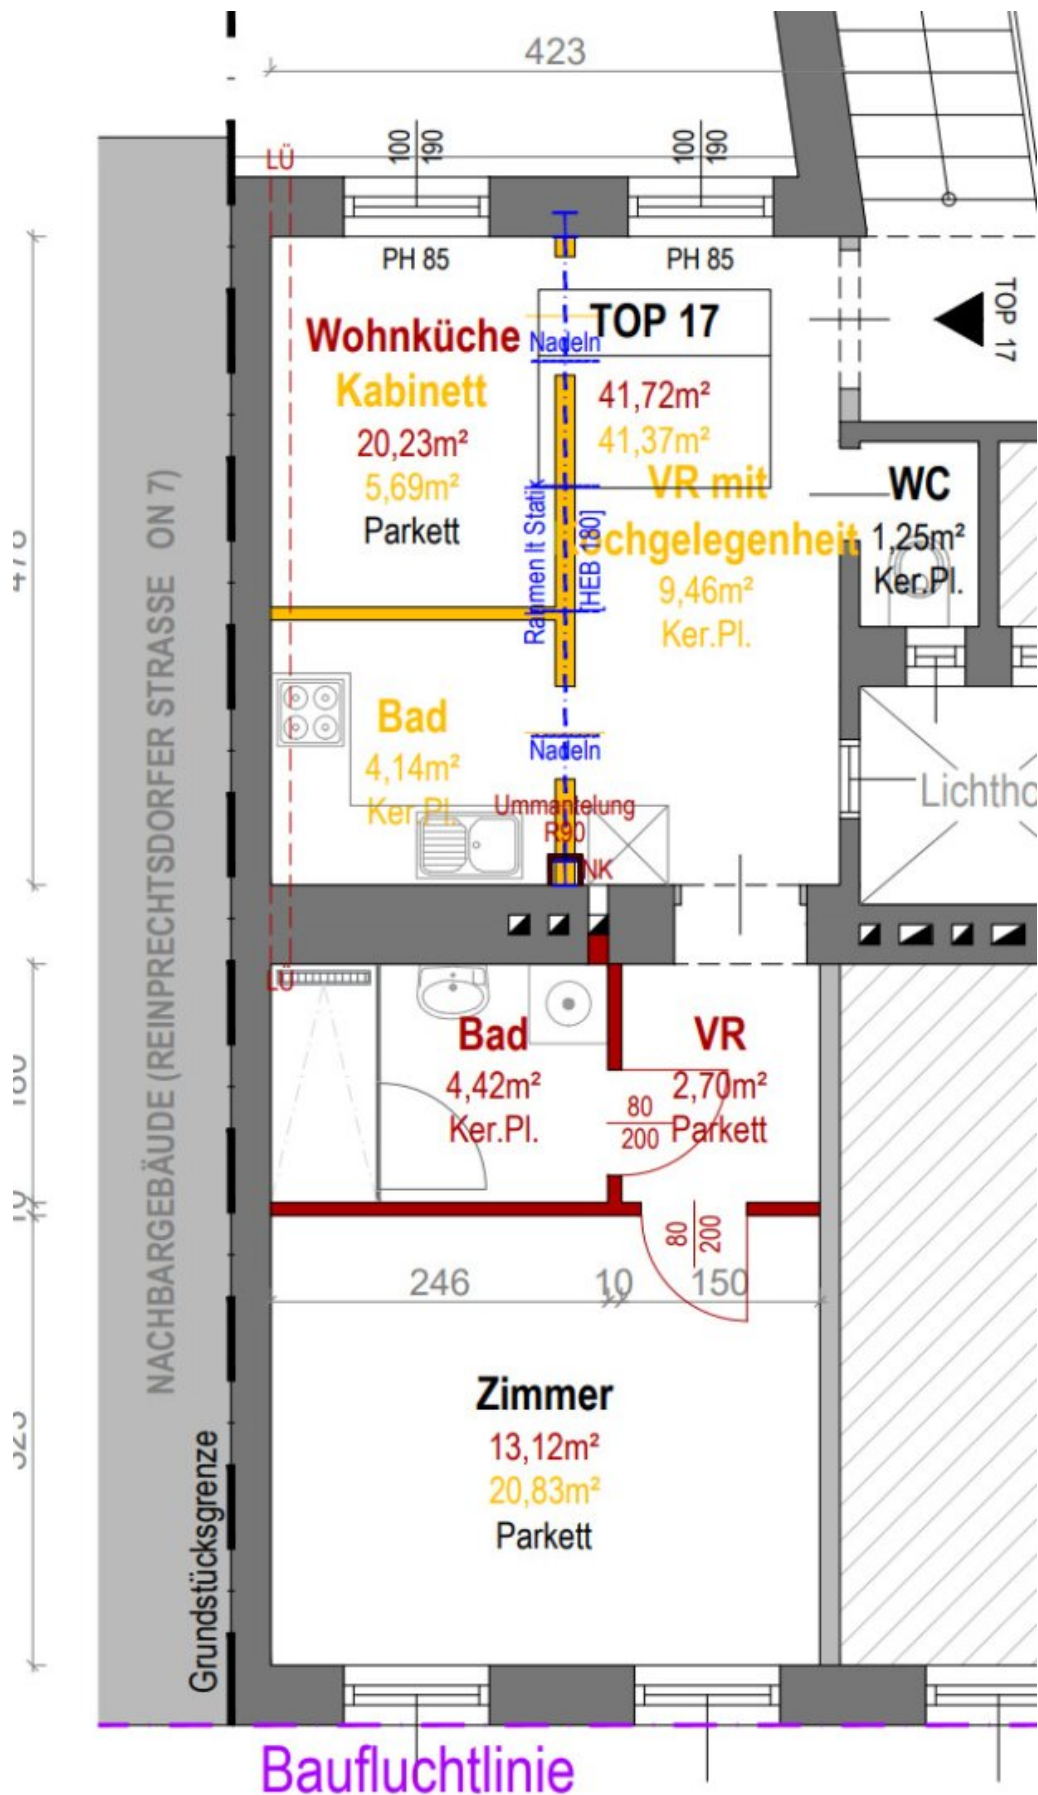 423
LÜ
100
190
100
190
PH 85
PH 85
Wohnküche
Kabinett
20,23m²
5,69m²
Parkett
Nadeln
TOP 17
41,72m²
41,37m²
VR mit
ochgelegenheit
9,46m²
Ker.Pl.
TOP 17
WC
1,25m²
Ker.Pl.
Rahmen lt Statik
[HEB 180]
NACHBARGEBÄUDE (REINPRECHTSDORFER STRASSE ON 7)
Bad
4,14m²
Ker.Pl.
Nadeln
Ummantelung
R90
NK
Lichtho
LÜ
Bad
4,42m²
Ker.Pl.
VR
2,70m²
Parkett
80
200
80
200
246
10
150
Zimmer
13,12m²
20,83m²
Parkett
Grundstücksgrenze
Baufluchtlinie